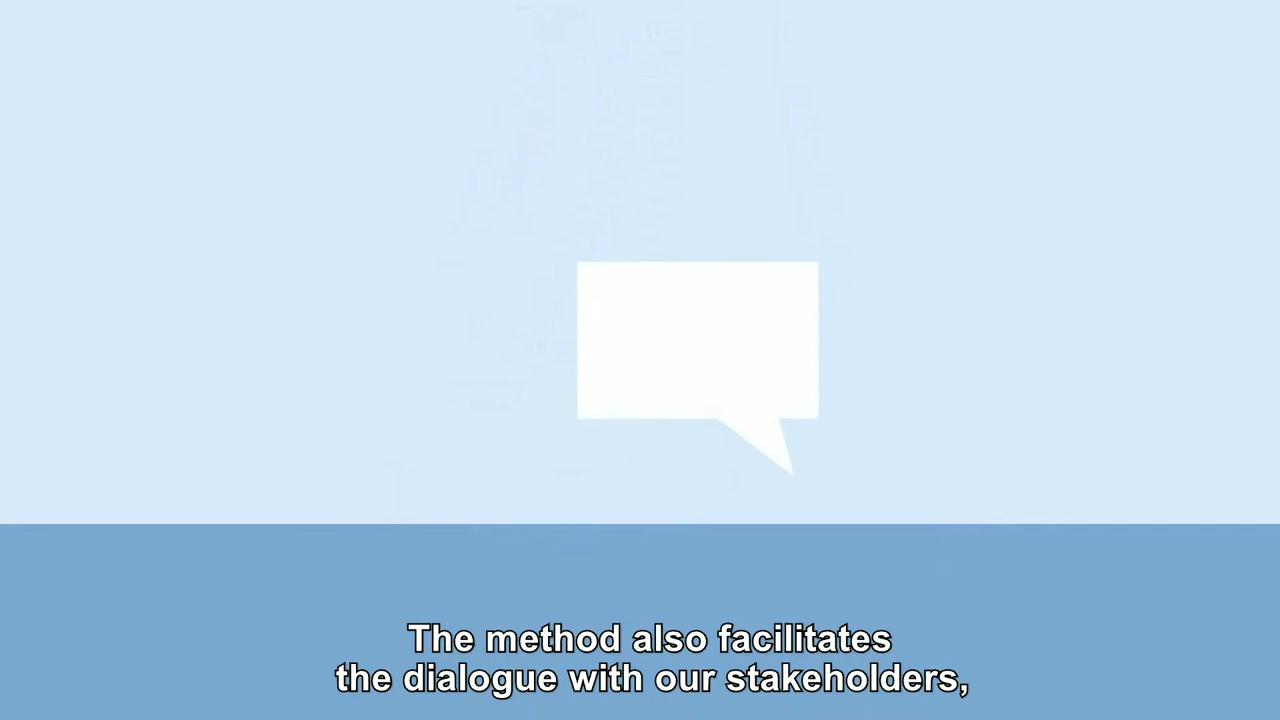 The method also facilitates
the dialogue with our stakeholders,